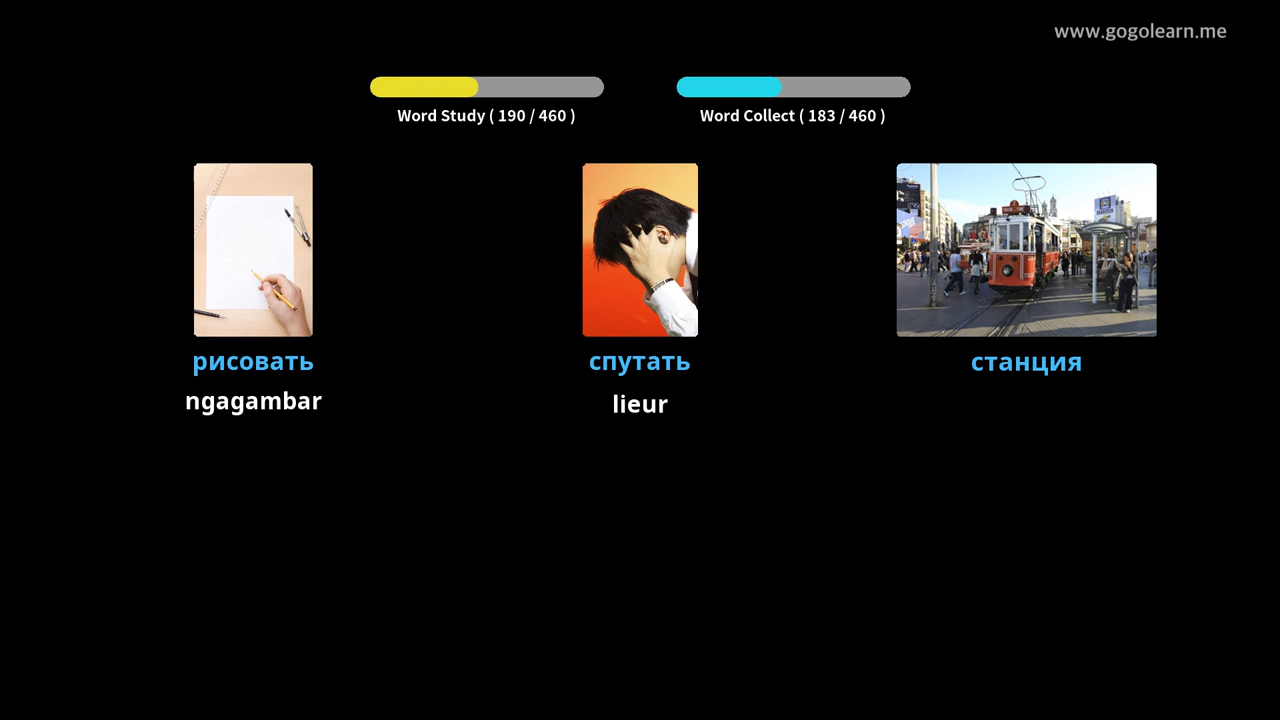 www.gogolearn.me
Word Study ( 190 / 460 )
Word Collect ( 183 / 460 )
рисовать
спутать
станция
ngagambar
lieur